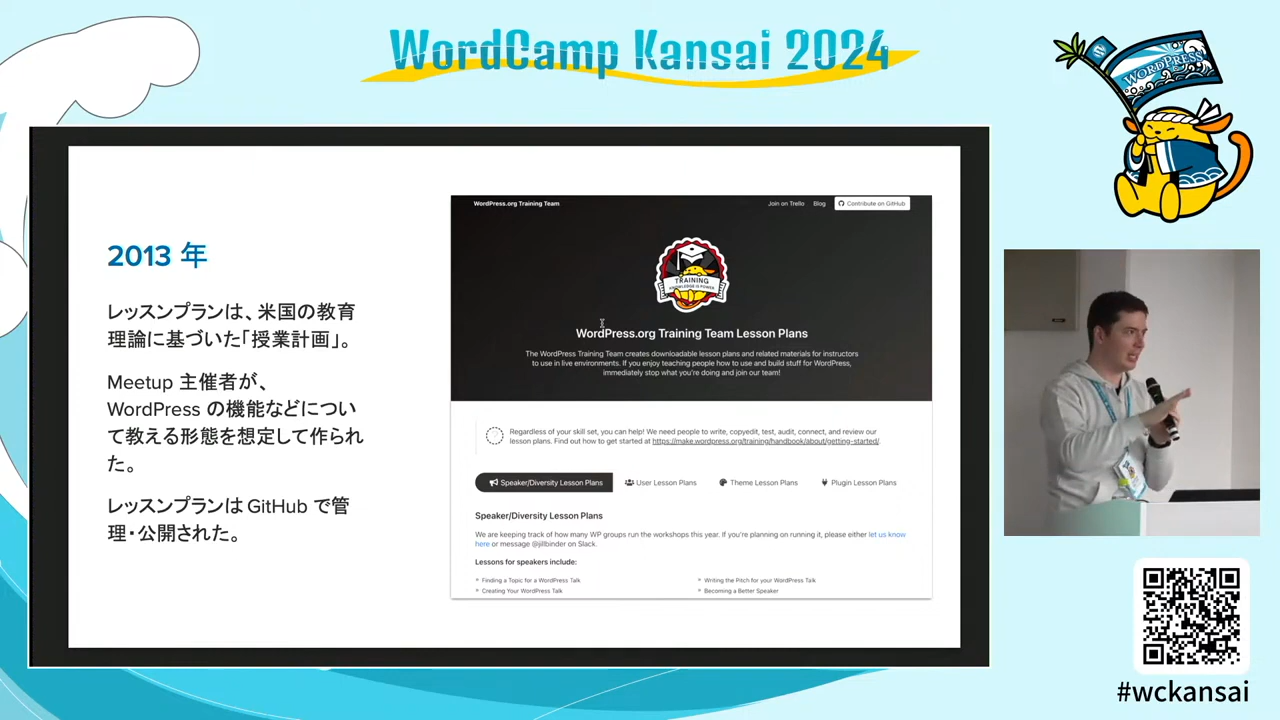 WordCamp Kansai 2024
WORDPRESS
2013 年
レッスンプランは、米国の教育
理論に基づいた「授業計画」。
Meetup 主催者が、
WordPress の機能などについ
て教える形態を想定して作られ
た。
レッスンプランは GitHub で管
理・公開された。
WordPress.org Training Team
Join on Trello Blog Contribute on GitHub
TRAINING
KNOWLEDGE IS POWER
WordPress.org Training Team Lesson Plans
The WordPress Training Team creates downloadable lesson plans and related materials for instructors
to use in live environments. If you enjoy teaching people how to use and build stuff for WordPress,
immediately stop what you're doing and join our team!
Regardless of your skill set, you can help! We need people to write, copyedit, test, audit, connect, and review our
lesson plans. Find out how to get started at https://make.wordpress.org/training/handbook/about/getting-started/.
Speaker/Diversity Lesson Plans User Lesson Plans Theme Lesson Plans Plugin Lesson Plans
Speaker/Diversity Lesson Plans
We are keeping track of how many WP groups run the workshops this year. If you're planning on running it, please either let us know
here or message @jillbinder on Slack.
Lessons for speakers include:
Finding a Topic for a WordPress Talk Writing the Pitch for your WordPress Talk
Creating Your WordPress Talk Becoming a Better Speaker
#wckansai